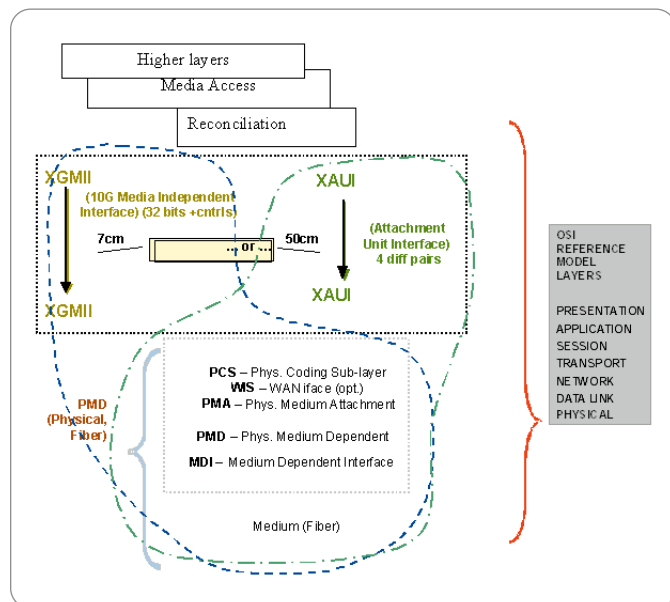 Higher layers
Media Access
Reconciliation
XGMII
(10G Media Independent
Interface) (32 bits +cntrls)
7cm
... or ...
50cm
XGMII
XAUI
(Attachment
Unit Interface)
4 diff pairs
XAUI
PCS – Phys. Coding Sub-layer
WIS – WAN iface (opt.)
PMA – Phys. Medium Attachment
PMD – Phys. Medium Dependent
MDI – Medium Dependent Interface
PMD
(Physical,
Fiber)
Medium (Fiber)
OSI
REFERENCE
MODEL
LAYERS
PRESENTATION
APPLICATION
SESSION
TRANSPORT
NETWORK
DATA LINK
PHYSICAL